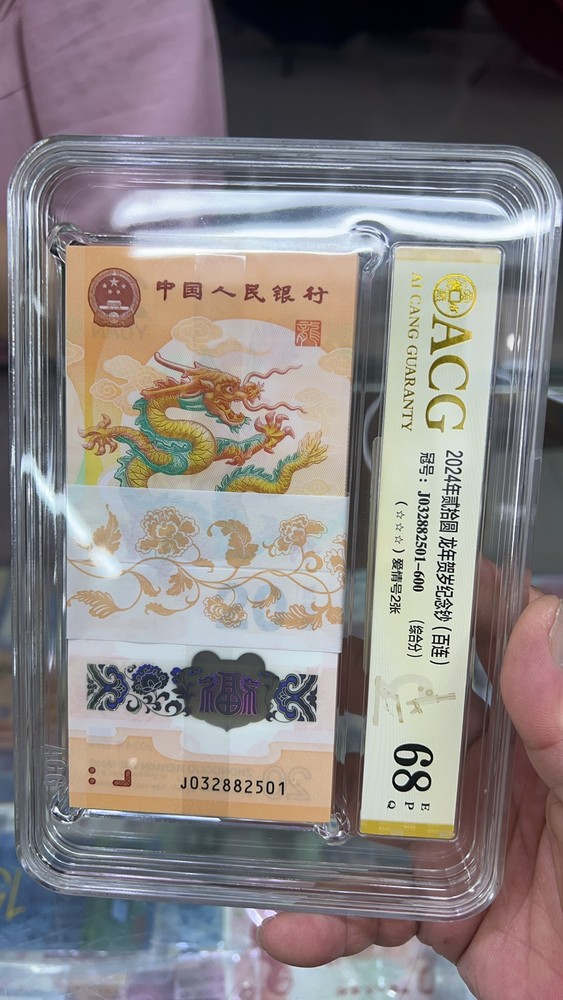 中国人民银行
龍
福
J032882501
ACG
AI CANG GUARANTY
2024年贰拾圆 龙年贺岁纪念钞（百连）
冠号：J032882501-600
(综合分)
(☆☆☆) 爱情号2张
68
E
P
Q